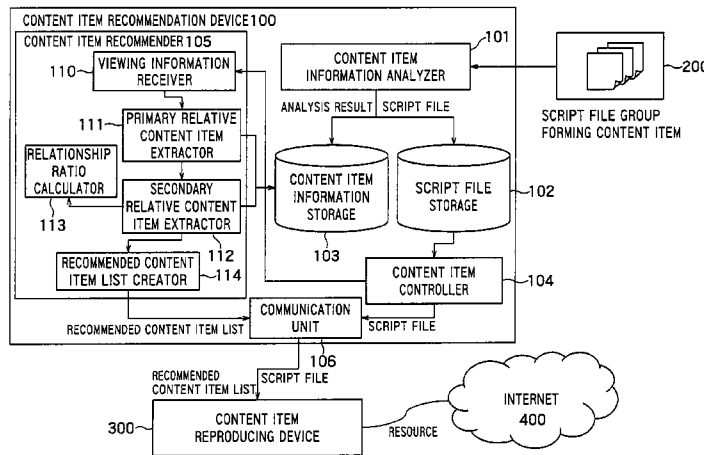 CONTENT ITEM RECOMMENDATION DEVICE 100
CONTENT ITEM RECOMMENDER 105
110
VIEWING INFORMATION
RECEIVER
111
PRIMARY RELATIVE
CONTENT ITEM
EXTRACTOR
RELATIONSHIP
RATIO
CALCULATOR
113
SECONDARY RELATIVE
CONTENT ITEM
EXTRACTOR
112
RECOMMENDED CONTENT
ITEM LIST CREATOR
114
101
CONTENT ITEM
INFORMATION ANALYZER
ANALYSIS RESULT
SCRIPT FILE
CONTENT ITEM
INFORMATION
STORAGE
103
SCRIPT FILE
STORAGE
102
CONTENT ITEM
CONTROLLER
104
200
SCRIPT FILE GROUP
FORMING CONTENT ITEM
RECOMMENDED CONTENT ITEM LIST
COMMUNICATION
UNIT
SCRIPT FILE
106
RECOMMENDED
CONTENT ITEM LIST
SCRIPT FILE
300
CONTENT ITEM
REPRODUCING DEVICE
RESOURCE
INTERNET
400